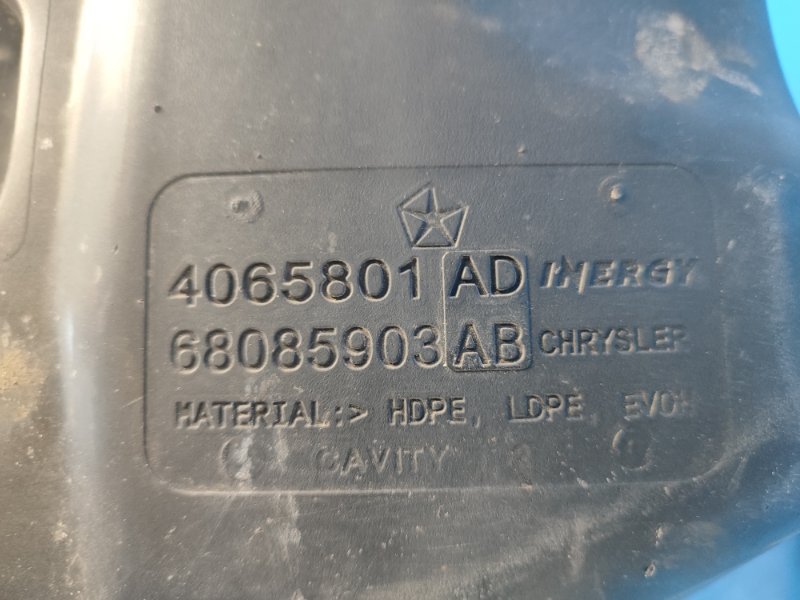 4065801 AD INERGY
68085903 AB CHRYSLER
MATERIAL:> HDPE, LDPE, EVOH
CAVITY